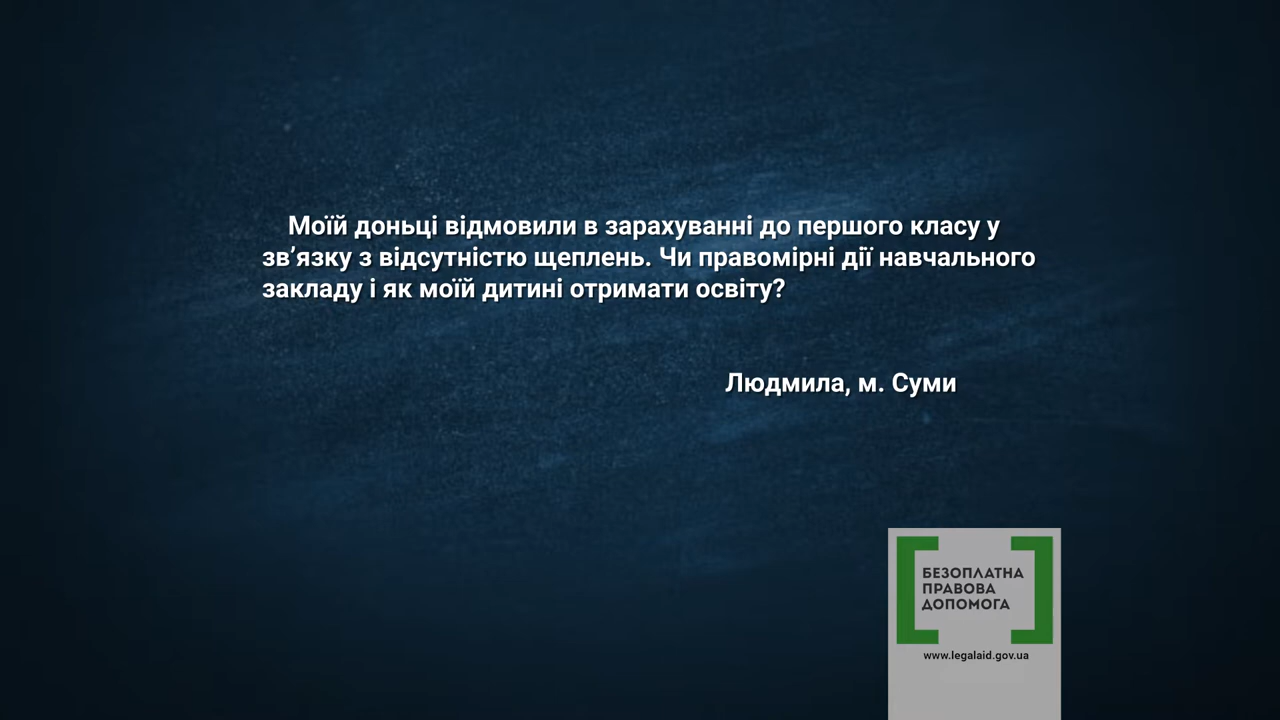 Моїй доньці відмовили в зарахуванні до першого класу у
зв’язку з відсутністю щеплень. Чи правомірні дії навчального
закладу і як моїй дитині отримати освіту?
Людмила, м. Суми
БЕЗОПЛАТНА
ПРАВОВА
ДОПОМОГА
www.legalaid.gov.ua